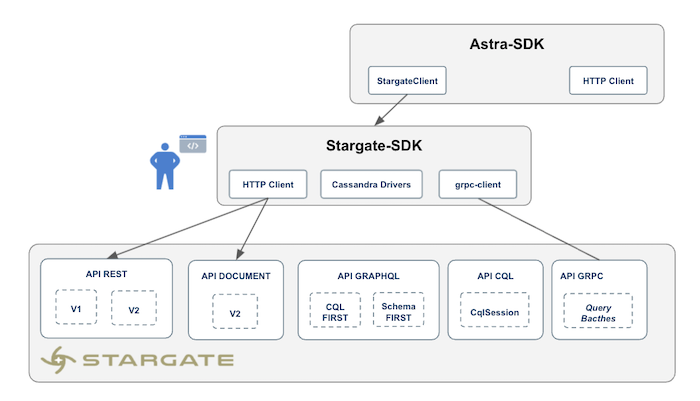 Astra-SDK
StargateClient
HTTP Client
Stargate-SDK
</>
HTTP Client
Cassandra Drivers
grpc-client
API REST
V1
V2
API DOCUMENT
V2
API GRAPHQL
CQL
FIRST
Schema
FIRST
API CQL
CqlSession
API GRPC
Query
Bacthes
STARGATE